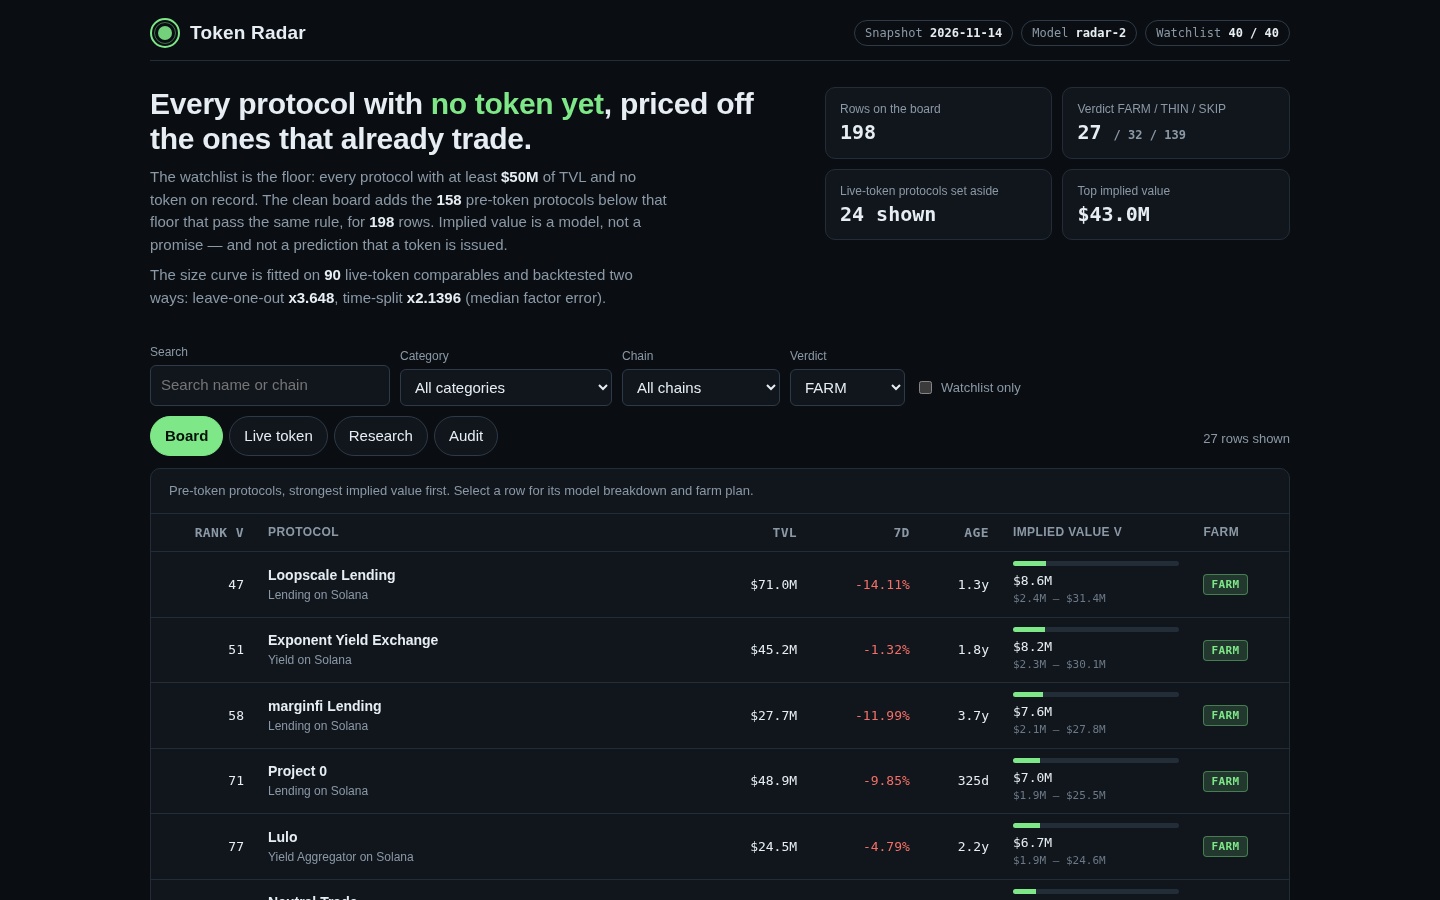 Token Radar
Snapshot 2026-11-14
Model radar-2
Watchlist 40 / 40
Every protocol with no token yet, priced off
the ones that already trade.
The watchlist is the floor: every protocol with at least $50M of TVL and no
token on record. The clean board adds the 158 pre-token protocols below that
floor that pass the same rule, for 198 rows. Implied value is a model, not a
promise — and not a prediction that a token is issued.
The size curve is fitted on 90 live-token comparables and backtested two
ways: leave-one-out x3.648, time-split x2.1396 (median factor error).
Rows on the board
198
Verdict FARM / THIN / SKIP
27 / 32 / 139
Live-token protocols set aside
24 shown
Top implied value
$43.0M
Search
Search name or chain
Category
All categories
Chain
All chains
Verdict
FARM
Watchlist only
Board
Live token
Research
Audit
27 rows shown
Pre-token protocols, strongest implied value first. Select a row for its model breakdown and farm plan.
RANK V PROTOCOL TVL 7D AGE IMPLIED VALUE V FARM
47 Loopscale Lending $71.0M -14.11% 1.3y $8.6M FARM
Lending on Solana $2.4M — $31.4M
51 Exponent Yield Exchange $45.2M -1.32% 1.8y $8.2M FARM
Yield on Solana $2.3M — $30.1M
58 marginfi Lending $27.7M -11.99% 3.7y $7.6M FARM
Lending on Solana $2.1M — $27.8M
71 Project 0 $48.9M -9.85% 325d $7.0M FARM
Lending on Solana $1.9M — $25.5M
77 Lulo $24.5M -4.79% 2.2y $6.7M FARM
Yield Aggregator on Solana $1.9M — $24.6M